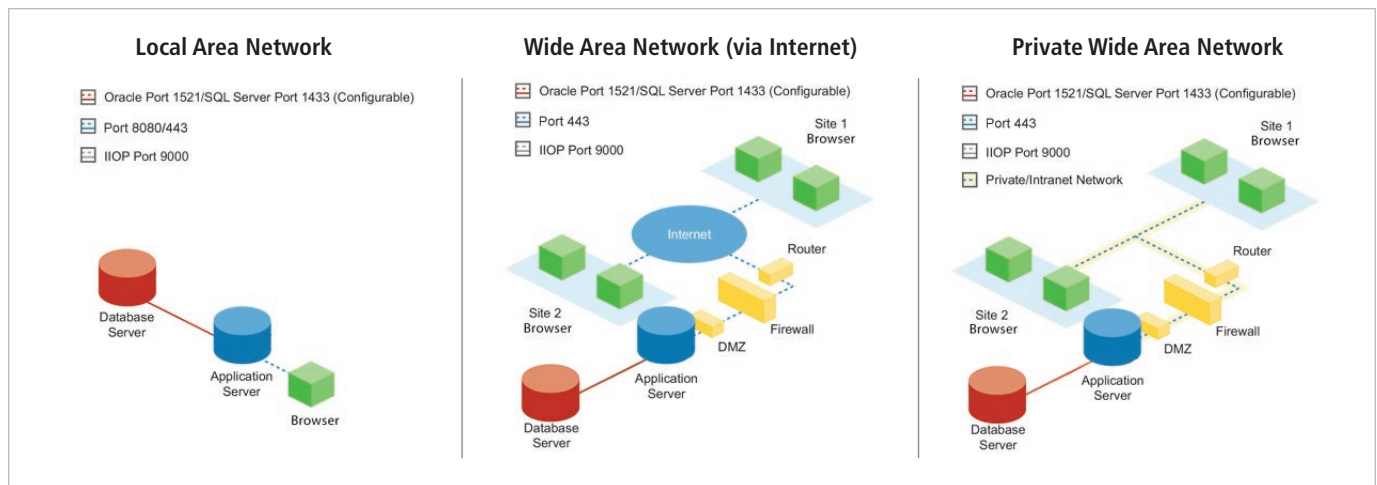 Local Area Network
Oracle Port 1521/SQL Server Port 1433 (Configurable)
Port 8080/443
IIOP Port 9000
Database
Server
Application
Server
Browser
Wide Area Network (via Internet)
Oracle Port 1521/SQL Server Port 1433 (Configurable)
Port 443
IIOP Port 9000
Site 1
Browser
Internet
Router
Site 2
Browser
Firewall
DMZ
Application
Server
Database
Server
Private Wide Area Network
Oracle Port 1521/SQL Server Port 1433 (Configurable)
Port 443
IIOP Port 9000
Private/Intranet Network
Site 1
Browser
Router
Site 2
Browser
Firewall
DMZ
Application
Server
Database
Server